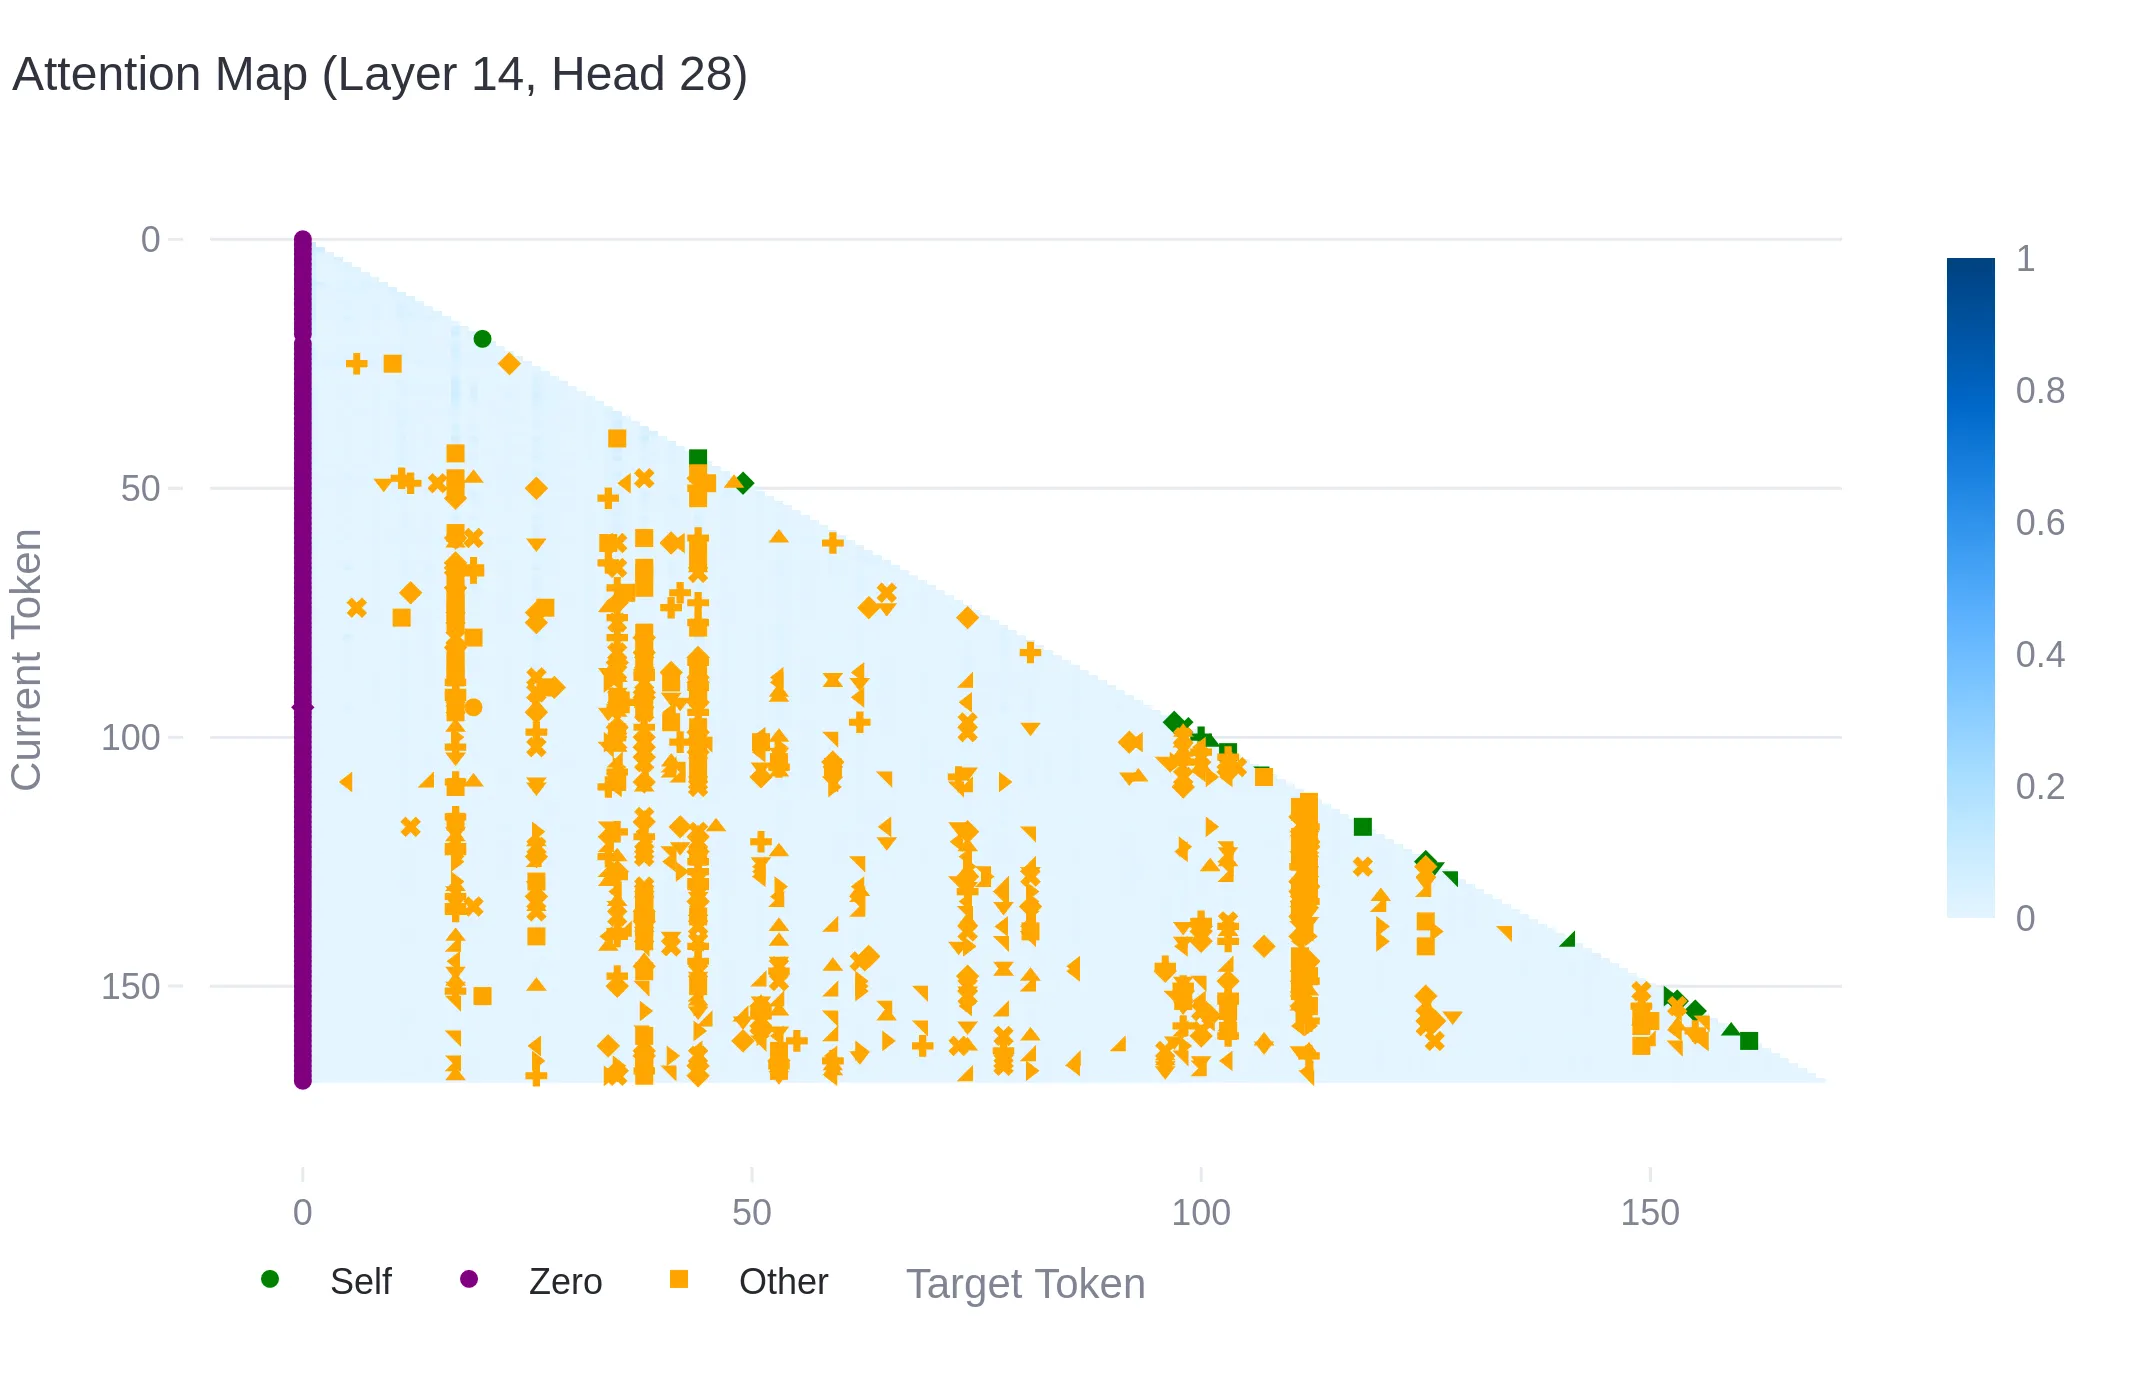 Attention Map (Layer 14, Head 28)
0
50
100
150
Current Token
1
0.8
0.6
0.4
0.2
0
0 50 100 150
Self Zero Other Target Token